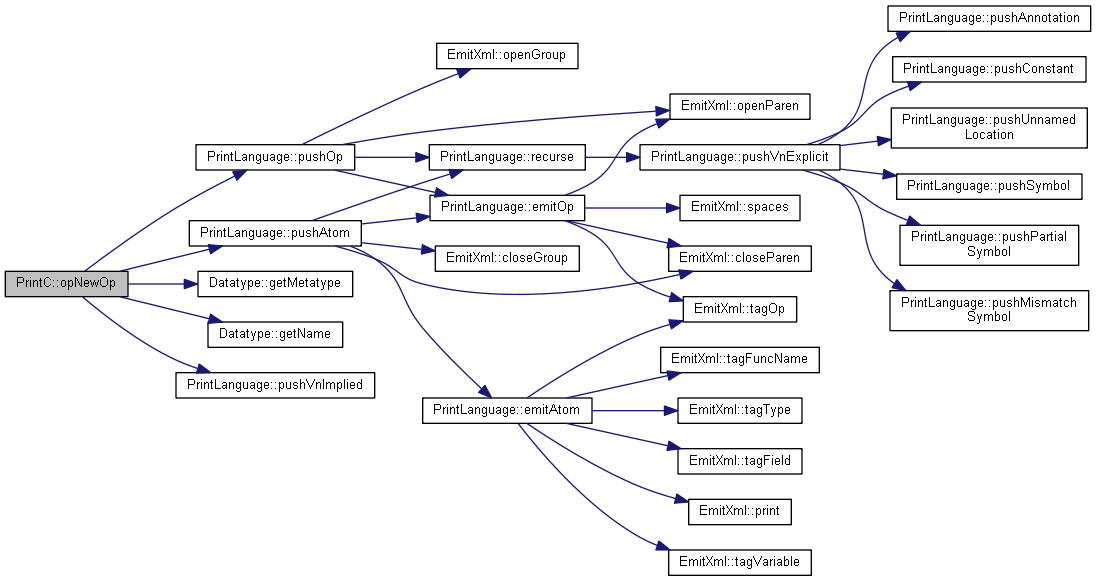 PrintLanguage::pushAnnotation
EmitXml::openGroup
PrintLanguage::pushConstant
EmitXml::openParen
PrintLanguage::pushUnnamed
Location
PrintLanguage::pushOp
PrintLanguage::recurse
PrintLanguage::pushVnExplicit
PrintLanguage::pushSymbol
PrintLanguage::emitOp
EmitXml::spaces
PrintLanguage::pushAtom
PrintLanguage::pushPartial
Symbol
EmitXml::closeGroup
EmitXml::closeParen
PrintC::opNewOp
Datatype::getMetatype
PrintLanguage::pushMismatch
Symbol
EmitXml::tagOp
Datatype::getName
EmitXml::tagFuncName
PrintLanguage::pushVnImplied
PrintLanguage::emitAtom
EmitXml::tagType
EmitXml::tagField
EmitXml::print
EmitXml::tagVariable